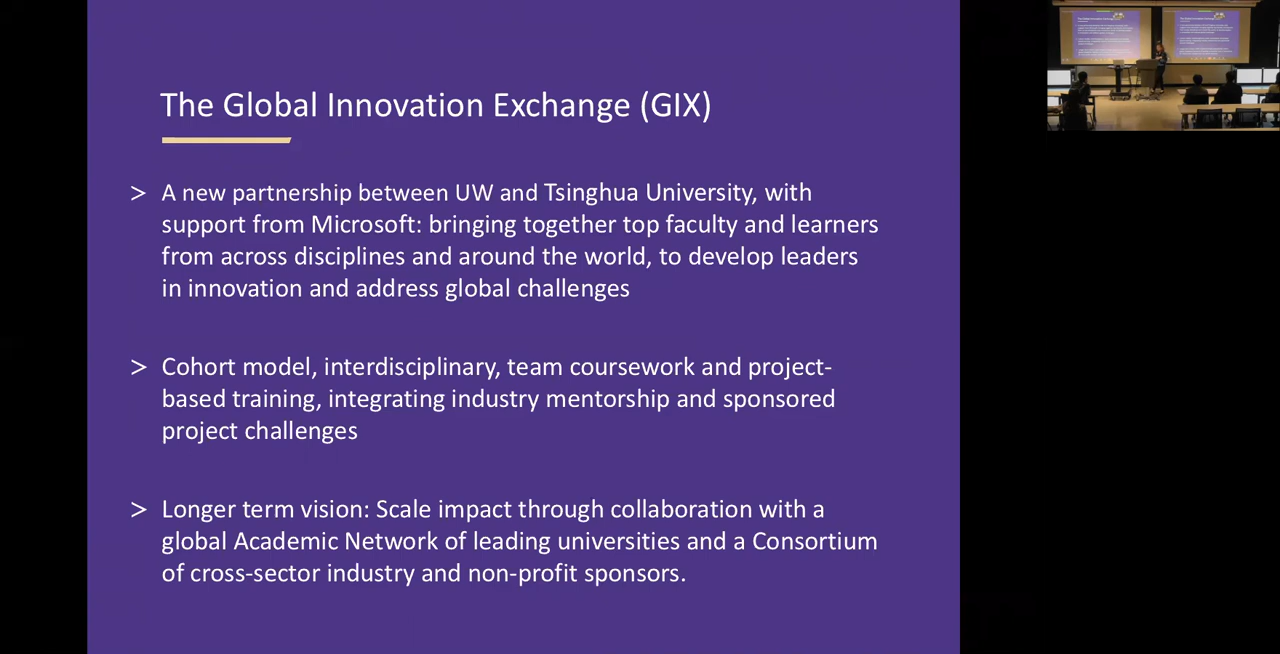 The Global Innovation Exchange (GIX)
> A new partnership between UW and Tsinghua University, with
support from Microsoft: bringing together top faculty and learners
from across disciplines and around the world, to develop leaders
in innovation and address global challenges
> Cohort model, interdisciplinary, team coursework and project-
based training, integrating industry mentorship and sponsored
project challenges
> Longer term vision: Scale impact through collaboration with a
global Academic Network of leading universities and a Consortium
of cross-sector industry and non-profit sponsors.